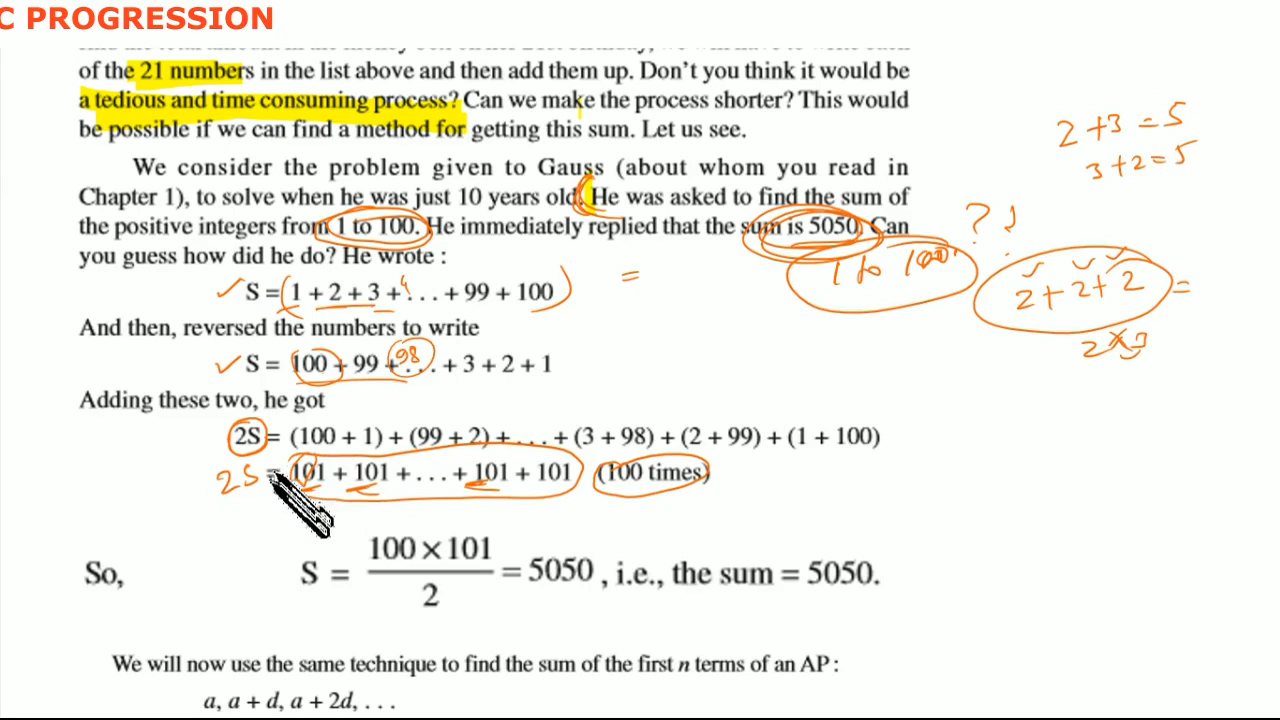 C PROGRESSION
of the 21 numbers in the list above and then add them up. Don't you think it would be
a tedious and time consuming process? Can we make the process shorter? This would
be possible if we can find a method for getting this sum. Let us see.
2 + 3 = 5
3 + 2 = 5
We consider the problem given to Gauss (about whom you read in
Chapter 1), to solve when he was just 10 years old. He was asked to find the sum of
the positive integers from 1 to 100. He immediately replied that the sum is 5050. Can
you guess how did he do? He wrote :
? !
1 to 100.
S = (1 + 2 + 3 + 4 . . . + 99 + 100) =
2 + 2 + 2 =
2 × 3
And then, reversed the numbers to write
S = 100 + 99 + 98 . . . + 3 + 2 + 1
Adding these two, he got
2S = (100 + 1) + (99 + 2) + . . . + (3 + 98) + (2 + 99) + (1 + 100)
2S = 101 + 101 + . . . + 101 + 101 (100 times)
So, S = 100 × 101 / 2 = 5050 , i.e., the sum = 5050.
We will now use the same technique to find the sum of the first n terms of an AP :
a, a + d, a + 2d, . . .